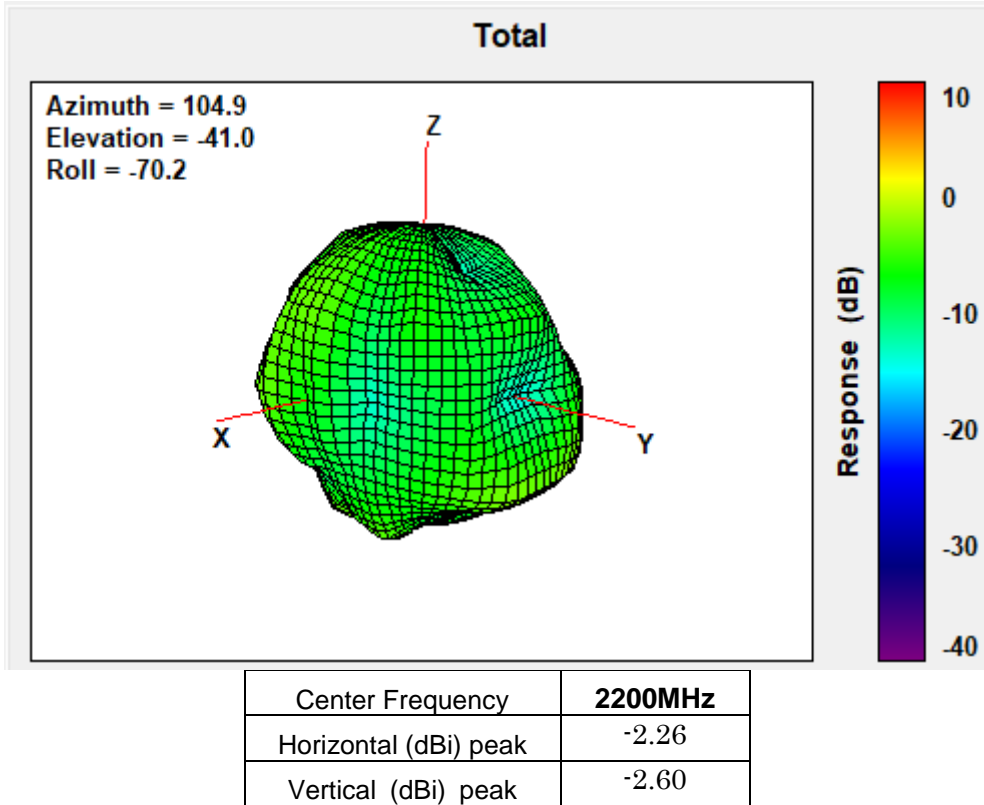 Total
Azimuth = 104.9
Elevation = -41.0
Roll = -70.2
Z
X
Y
Response (dB)
10
0
-10
-20
-30
-40
Center Frequency 2200MHz
Horizontal (dBi) peak -2.26
Vertical (dBi) peak -2.60